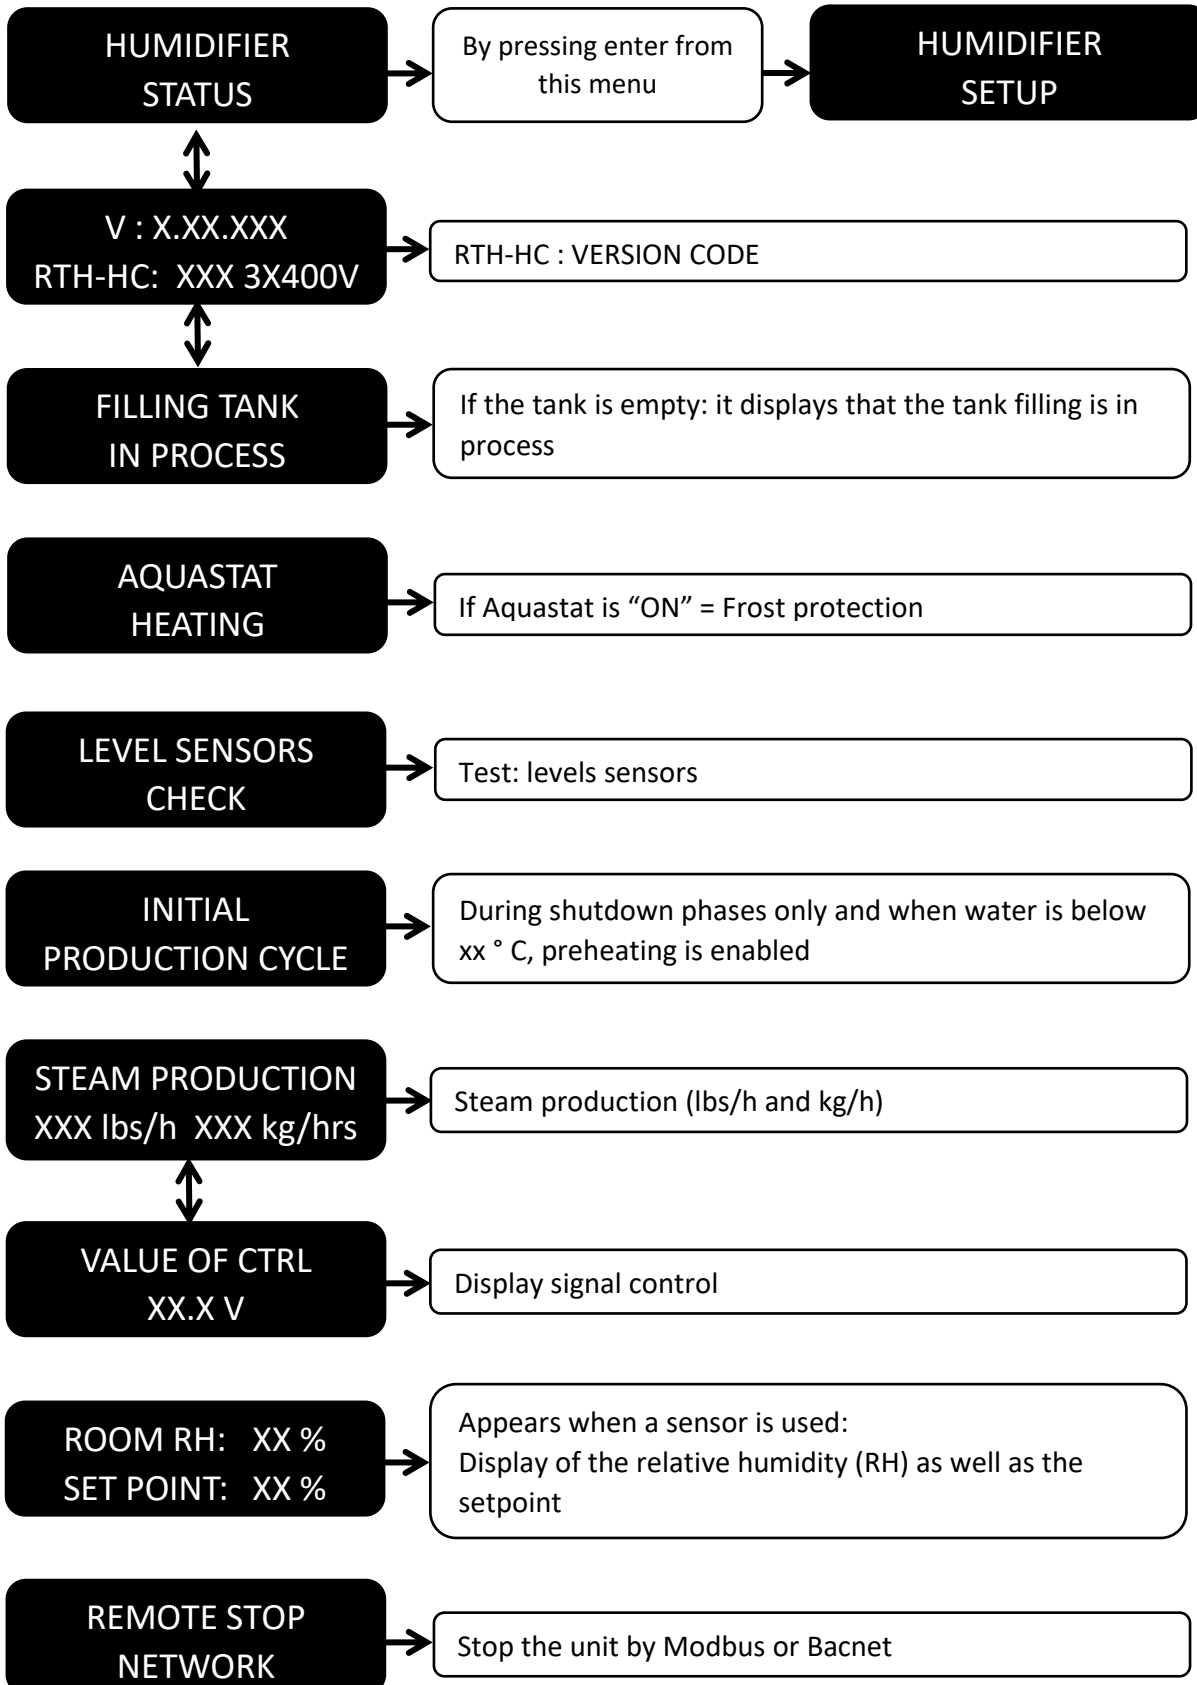 HUMIDIFIER
STATUS
By pressing enter from
this menu
HUMIDIFIER
SETUP
V : X.XX.XXX
RTH-HC: XXX 3X400V
RTH-HC : VERSION CODE
FILLING TANK
IN PROCESS
If the tank is empty: it displays that the tank filling is in
process
AQUASTAT
HEATING
If Aquastat is “ON” = Frost protection
LEVEL SENSORS
CHECK
Test: levels sensors
INITIAL
PRODUCTION CYCLE
During shutdown phases only and when water is below
xx ° C, preheating is enabled
STEAM PRODUCTION
XXX lbs/h XXX kg/hrs
Steam production (lbs/h and kg/h)
VALUE OF CTRL
XX.X V
Display signal control
ROOM RH: XX %
SET POINT: XX %
Appears when a sensor is used:
Display of the relative humidity (RH) as well as the
setpoint
REMOTE STOP
NETWORK
Stop the unit by Modbus or Bacnet